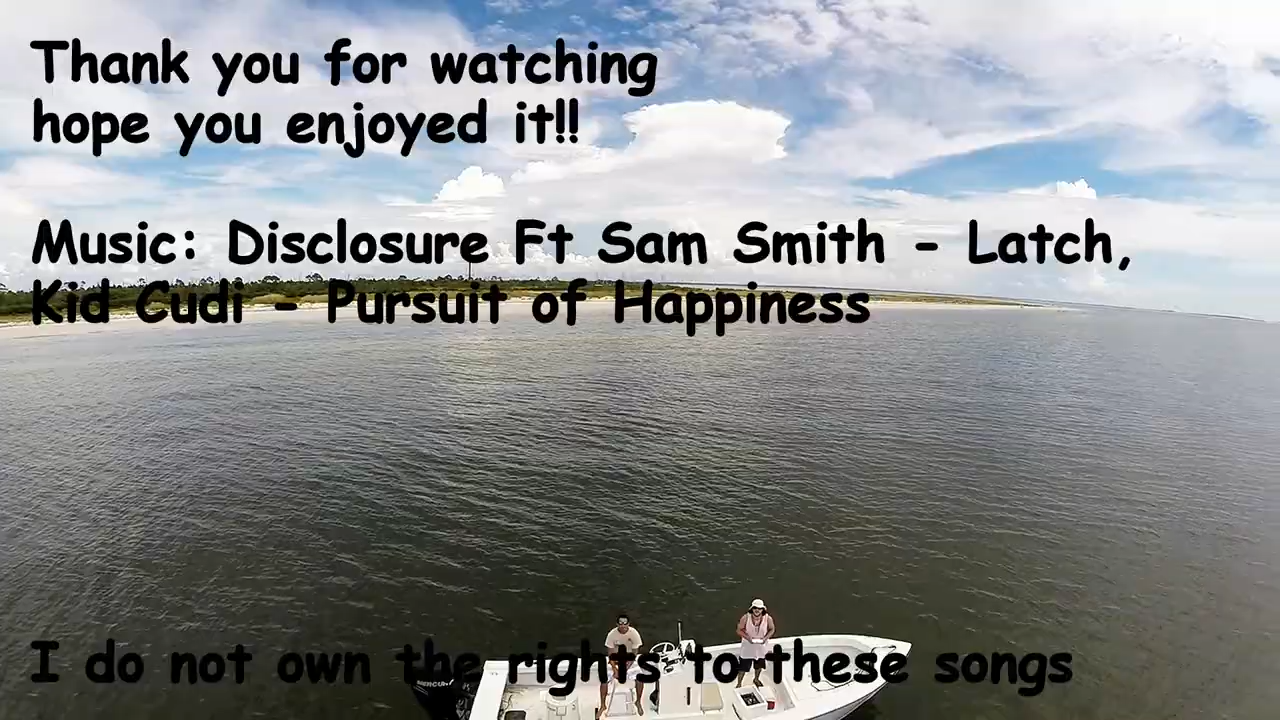 Thank you for watching
hope you enjoyed it!!
Music: Disclosure Ft Sam Smith - Latch,
Kid Cudi - Pursuit of Happiness
I do not own the rights to these songs
MERCURY